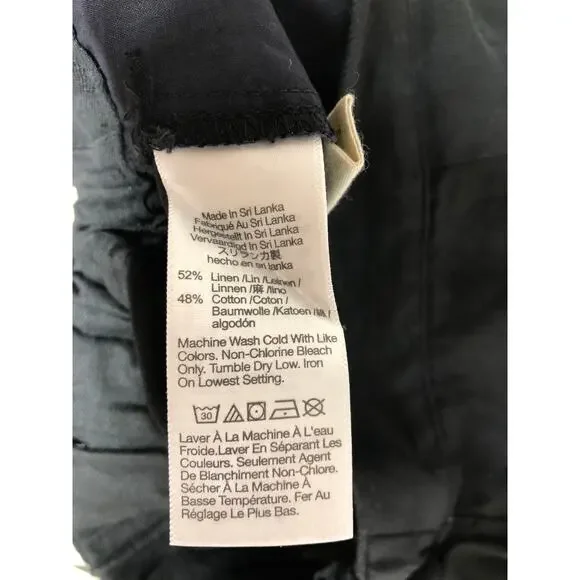 Made In Sri Lanka
Fabriqué Au Sri Lanka
Hergestellt In Sri Lanka
Vervaardigd In Sri Lanka
スリランカ製
hecho en sri lanka
52% Linen /Lin /Leinen /
Linnen /麻 /lino
48% Cotton /Coton /
Baumwolle /Katoen /綿 /
algodón
Machine Wash Cold With Like
Colors. Non-Chlorine Bleach
Only. Tumble Dry Low. Iron
On Lowest Setting.
30
Laver À La Machine À L'eau
Froide.Laver En Séparant Les
Couleurs. Seulement Agent
De Blanchiment Non-Chlore.
Sécher À La Machine À
Basse Température. Fer Au
Réglage Le Plus Bas.